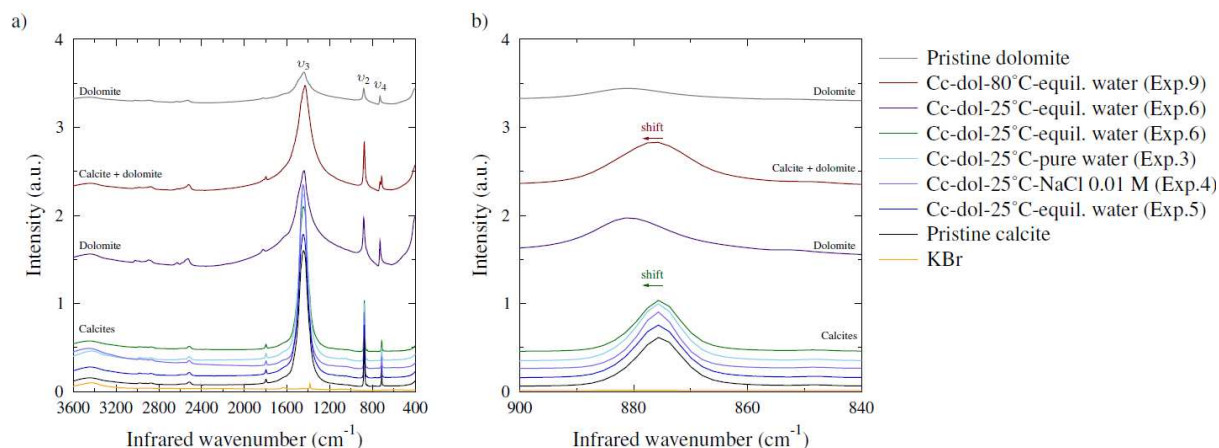 a)
4
3
2
1
0
Intensity (a.u.)
3600 3200 2800 2400 2000 1600 1200 800 400
Infrared wavenumber (cm⁻¹)
υ₃
υ₂
υ₄
Dolomite
Calcite + dolomite
Dolomite
Calcites
b)
4
3
2
1
0
Intensity (a.u.)
900 880 860 840
Infrared wavenumber (cm⁻¹)
Dolomite
shift
Calcite + dolomite
Dolomite
shift
Calcites
Pristine dolomite
Cc-dol-80°C-equil. water (Exp.9)
Cc-dol-25°C-equil. water (Exp.6)
Cc-dol-25°C-equil. water (Exp.6)
Cc-dol-25°C-pure water (Exp.3)
Cc-dol-25°C-NaCl 0.01 M (Exp.4)
Cc-dol-25°C-equil. water (Exp.5)
Pristine calcite
KBr